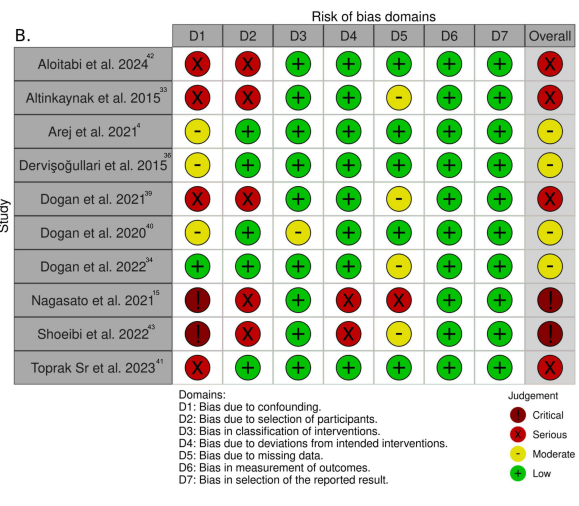 Risk of bias domains
B.
D1 D2 D3 D4 D5 D6 D7 Overall
Study
Aloitabi et al. 2024⁴² X X + + + + + X
Altinkaynak et al. 2015³³ X X + + - + + X
Arej et al. 2021⁴ - + + + + + + -
Dervişoğullari et al. 2015³⁶ - + + + + + + -
Dogan et al. 2021³⁹ X X + + - + + X
Dogan et al. 2020⁴⁰ - + - + + + + -
Dogan et al. 2022³⁴ + + + + - + + -
Nagasato et al. 2021¹⁵ ! X + X X + + !
Shoeibi et al. 2022⁴³ ! X + X - + + !
Toprak Sr et al. 2023⁴¹ X + + + + + + X
Domains:
D1: Bias due to confounding.
D2: Bias due to selection of participants.
D3: Bias in classification of interventions.
D4: Bias due to deviations from intended interventions.
D5: Bias due to missing data.
D6: Bias in measurement of outcomes.
D7: Bias in selection of the reported result.
Judgement
! Critical
X Serious
- Moderate
+ Low